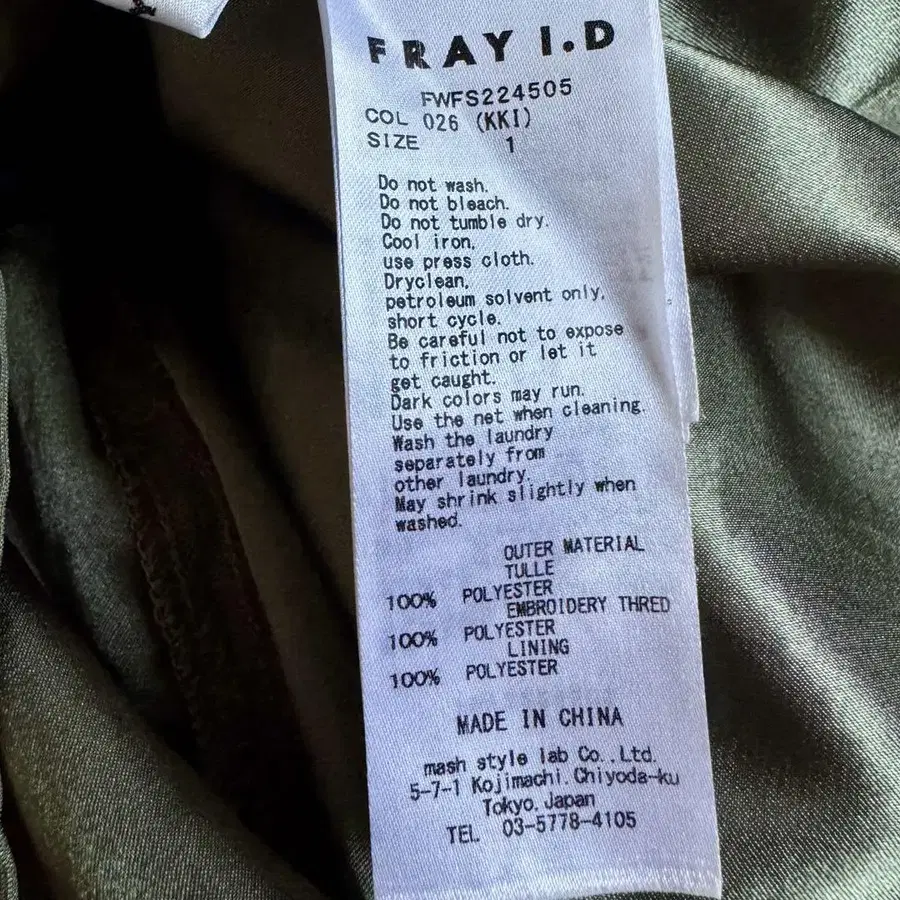 FRAY I.D
FWFS224505
COL 026 (KKI)
SIZE 1
Do not wash.
Do not bleach.
Do not tumble dry.
Cool iron,
use press cloth.
Dryclean,
petroleum solvent only,
short cycle.
Be careful not to expose
to friction or let it
get caught.
Dark colors may run.
Use the net when cleaning.
Wash the laundry
separately from
other laundry.
May shrink slightly when
washed.
OUTER MATERIAL
TULLE
100% POLYESTER
EMBROIDERY THRED
100% POLYESTER
LINING
100% POLYESTER
MADE IN CHINA
mash style lab Co.,Ltd.
5-7-1 Kojimachi,Chiyoda-ku
Tokyo,Japan
TEL 03-5778-4105